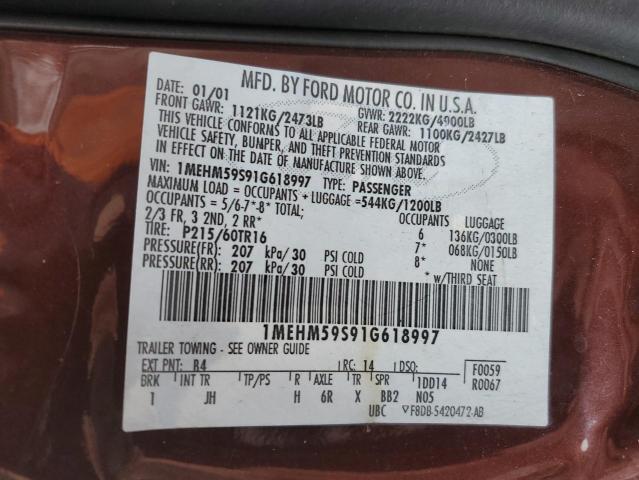 MFD. BY FORD MOTOR CO. IN U.S.A.
DATE: 01/01 GVWR: 2222KG/4900LB
FRONT GAWR: 1121KG/2473LB REAR GAWR: 1100KG/2427LB
THIS VEHICLE CONFORMS TO ALL APPLICABLE FEDERAL MOTOR
VEHICLE SAFETY, BUMPER, AND THEFT PREVENTION STANDARDS
IN EFFECT ON THE DATE OF MANUFACTURE SHOWN ABOVE.
VIN: 1MEHM59S91G618997 TYPE: PASSENGER
MAXIMUM LOAD = OCCUPANTS + LUGGAGE =544KG/1200LB
OCCUPANTS = 5/6-7*-8* TOTAL; OCCUPANTS LUGGAGE
2/3 FR, 3 2ND, 2 RR* 6 136KG/0300LB
TIRE: P215/60TR16 7* 068KG/0150LB
PRESSURE(FR) 207 kPa/30 PSI COLD 8* NONE
PRESSURE(RR) 207 kPa/30 PSI COLD * W/THIRD SEAT
1MEHM59S91G618997
TRAILER TOWING - SEE OWNER GUIDE
EXT PNT: B4 RC: 14 DSO: F0059
BRK INT TR TP/PS R AXLE TR SPR 1DD14 R0067
1 JH H 6R X BB2 N05
UBC F8DB-5420472-AB